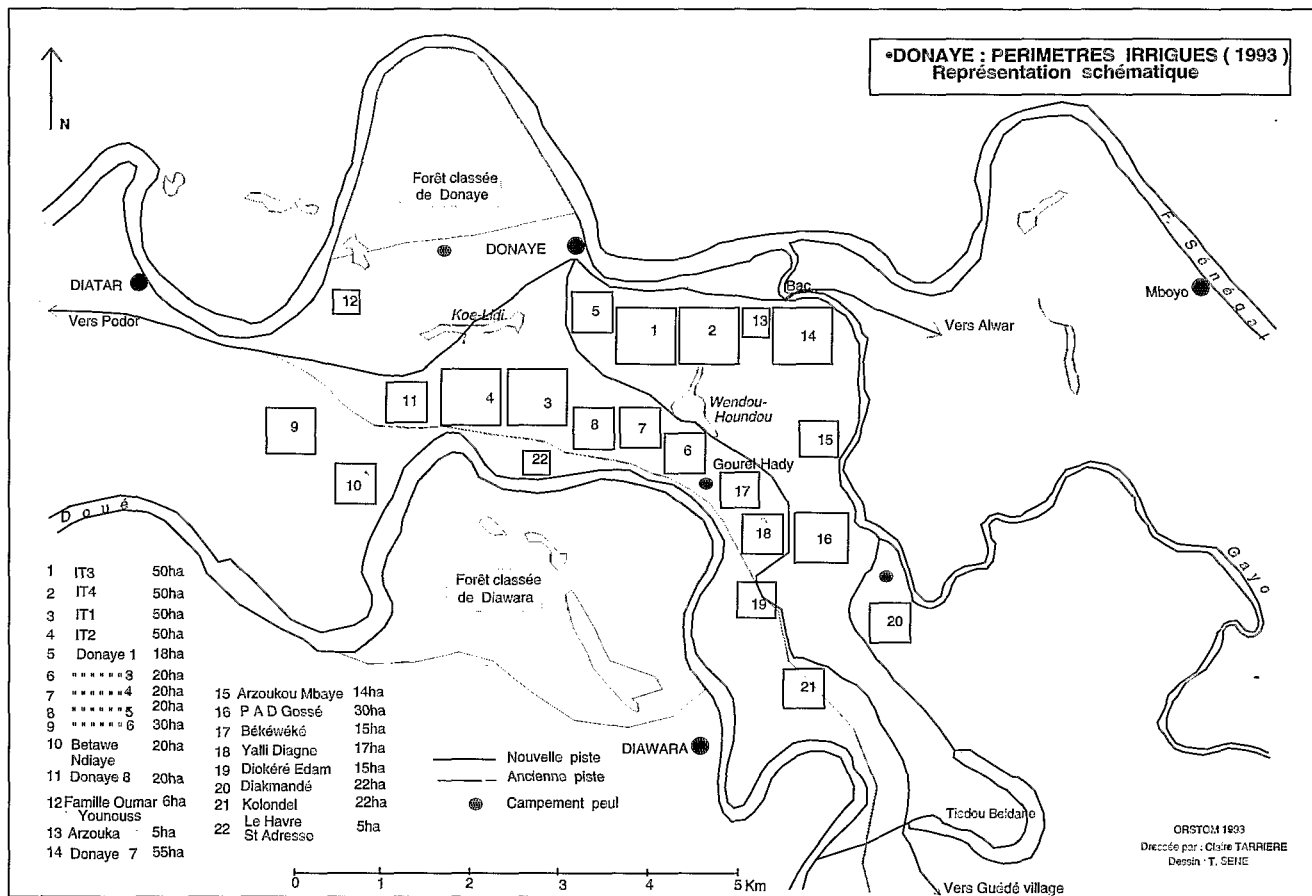 •DONAYE : PERIMETRES IRRIGUES ( 1993 )
Représentation schématique
N
Forêt classée
de Donaye
DONAYE
DIATAR
Vers Podor
Koe-Lidi.
Bac
Vers Alwar
Mboyo
F. Sénégal
12
5
1
2
13
14
Wendou-
Houndou
11
4
3
8
7
6
15
9
10
22
Gourel Hady
17
18
16
19
20
21
Doué
Gayo
Forêt classée
de Diawara
DIAWARA
Tiedou Beidane
Vers Guédé village
1 IT3 50ha
2 IT4 50ha
3 IT1 50ha
4 IT2 50ha
5 Donaye 1 18ha
6 " " " " " " 3 20ha
7 " " " " " " 4 20ha
8 " " " " " " 5 20ha
9 " " " " " " 6 30ha
10 Betawe 20ha
Ndiaye
11 Donaye 8 20ha
12 Famille Oumar 6ha
Younouss
13 Arzouka 5ha
14 Donaye 7 55ha
15 Arzoukou Mbaye 14ha
16 P A D Gossé 30ha
17 Békéwéké 15ha
18 Yalli Diagne 17ha
19 Diokéré Edam 15ha
20 Diakmandé 22ha
21 Kolondel 22ha
22 Le Havre 5ha
St Adresse
Nouvelle piste
Ancienne piste
Campement peul
0 1 2 3 4 5 Km
ORSTOM 1993
Dressée par : Claire TARRIERE
Dessin : T. SENE